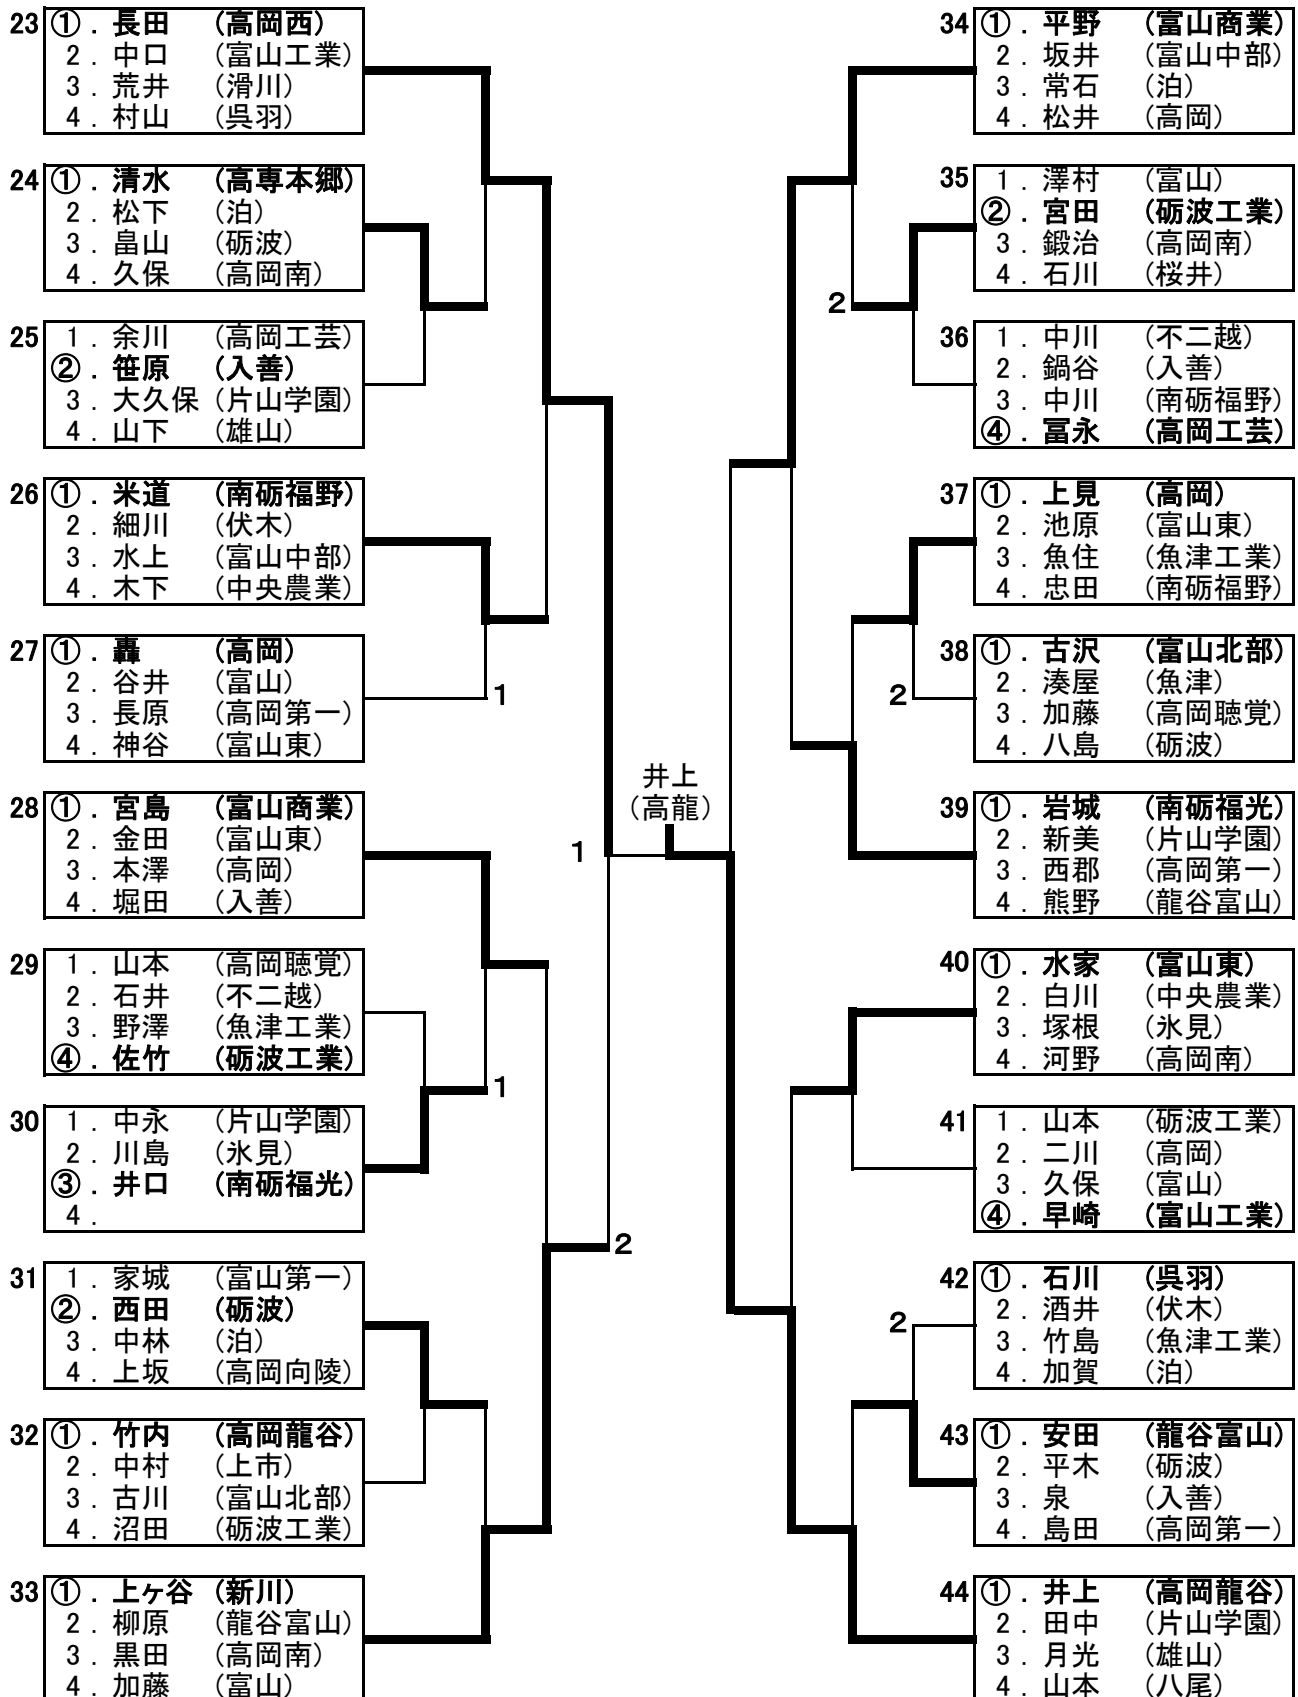 23 ①. 長田 (高岡西)
2. 中口 (富山工業)
3. 荒井 (滑川)
4. 村山 (呉羽)
24 ①. 清水 (高専本郷)
2. 松下 (泊)
3. 畠山 (砺波)
4. 久保 (高岡南)
25 1. 余川 (高岡工芸)
②. 笹原 (入善)
3. 大久保 (片山学園)
4. 山下 (雄山)
26 ①. 米道 (南砺福野)
2. 細川 (伏木)
3. 水上 (富山中部)
4. 木下 (中央農業)
27 ①. 轟 (高岡)
2. 谷井 (富山)
3. 長原 (高岡第一)
4. 神谷 (富山東)
1
28 ①. 宮島 (富山商業)
2. 金田 (富山東)
3. 本澤 (高岡)
4. 堀田 (入善)
29 1. 山本 (高岡聴覚)
2. 石井 (不二越)
3. 野澤 (魚津工業)
④. 佐竹 (砺波工業)
1
30 1. 中永 (片山学園)
2. 川島 (氷見)
③. 井口 (南砺福光)
4.
31 1. 家城 (富山第一)
②. 西田 (砺波)
3. 中林 (泊)
4. 上坂 (高岡向陵)
32 ①. 竹内 (高岡龍谷)
2. 中村 (上市)
3. 古川 (富山北部)
4. 沼田 (砺波工業)
33 ①. 上ヶ谷 (新川)
2. 柳原 (龍谷富山)
3. 黒田 (高岡南)
4. 加藤 (富山)
2
1
井上
(高龍)
34 ①. 平野 (富山商業)
2. 坂井 (富山中部)
3. 常石 (泊)
4. 松井 (高岡)
35 1. 澤村 (富山)
②. 宮田 (砺波工業)
3. 鍛治 (高岡南)
4. 石川 (桜井)
2
36 1. 中川 (不二越)
2. 鍋谷 (入善)
3. 中川 (南砺福野)
④. 冨永 (高岡工芸)
37 ①. 上見 (高岡)
2. 池原 (富山東)
3. 魚住 (魚津工業)
4. 忠田 (南砺福野)
38 ①. 古沢 (富山北部)
2. 湊屋 (魚津)
3. 加藤 (高岡聴覚)
4. 八島 (砺波)
2
39 ①. 岩城 (南砺福光)
2. 新美 (片山学園)
3. 西郡 (高岡第一)
4. 熊野 (龍谷富山)
40 ①. 水家 (富山東)
2. 白川 (中央農業)
3. 塚根 (氷見)
4. 河野 (高岡南)
41 1. 山本 (砺波工業)
2. 二川 (高岡)
3. 久保 (富山)
④. 早崎 (富山工業)
42 ①. 石川 (呉羽)
2. 酒井 (伏木)
3. 竹島 (魚津工業)
4. 加賀 (泊)
2
43 ①. 安田 (龍谷富山)
2. 平木 (砺波)
3. 泉 (入善)
4. 島田 (高岡第一)
44 ①. 井上 (高岡龍谷)
2. 田中 (片山学園)
3. 月光 (雄山)
4. 山本 (八尾)